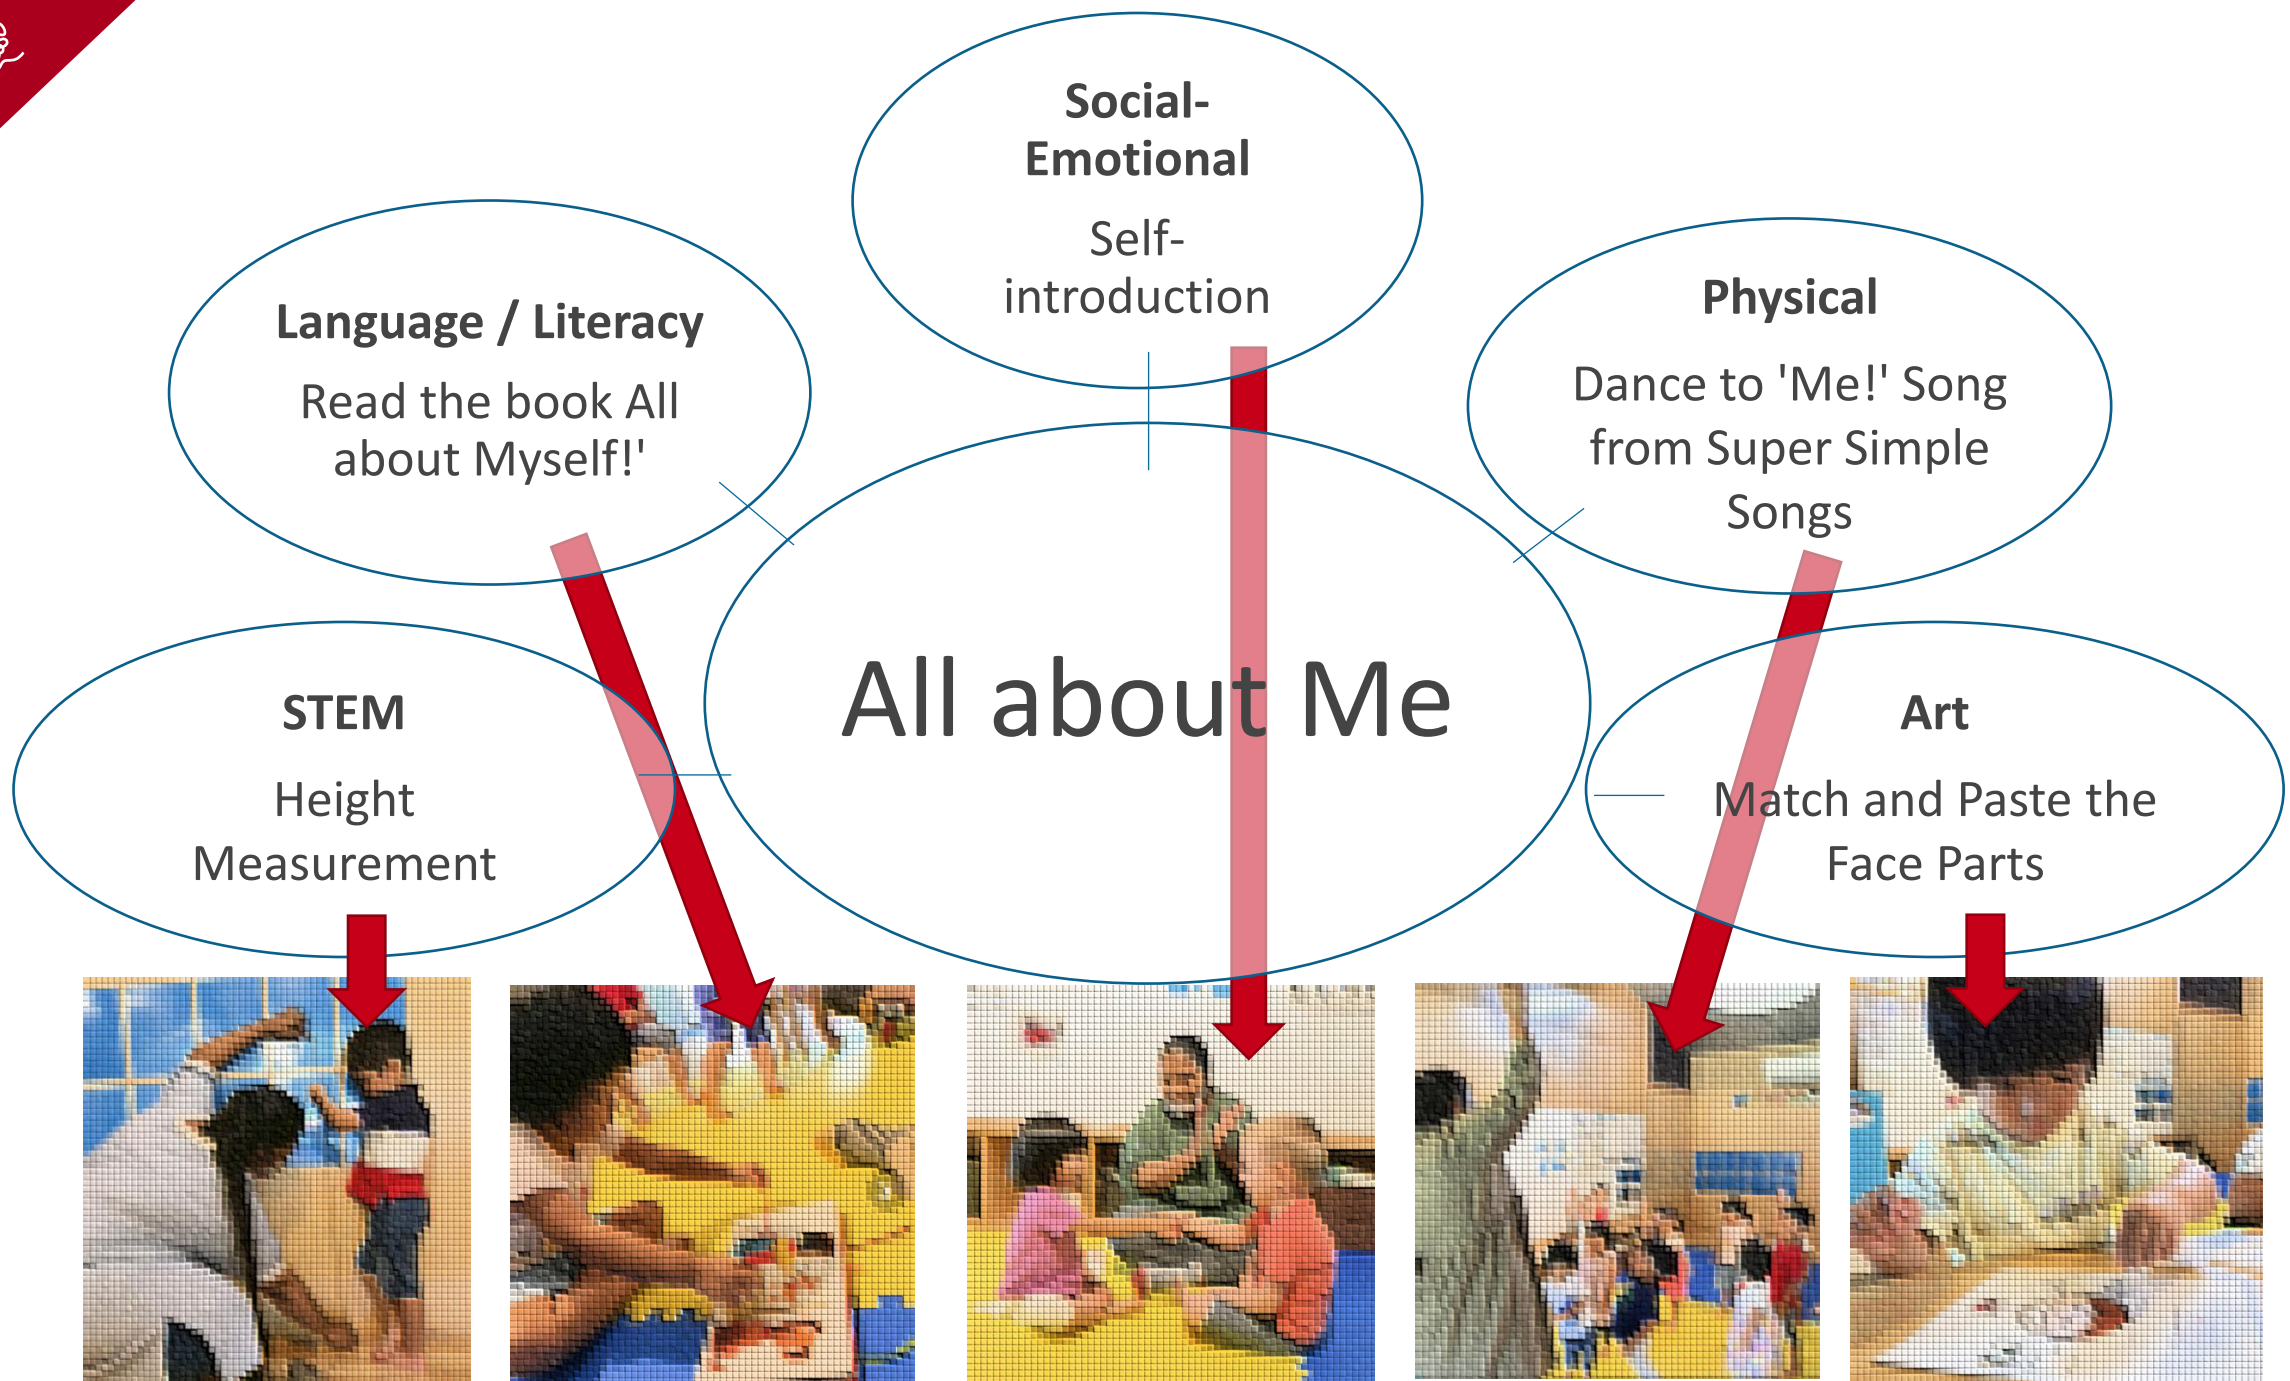 Social-
Emotional
Self-
introduction
Language / Literacy
Read the book All
about Myself!'
Physical
Dance to 'Me!' Song
from Super Simple
Songs
All about Me
STEM
Height
Measurement
Art
Match and Paste the
Face Parts